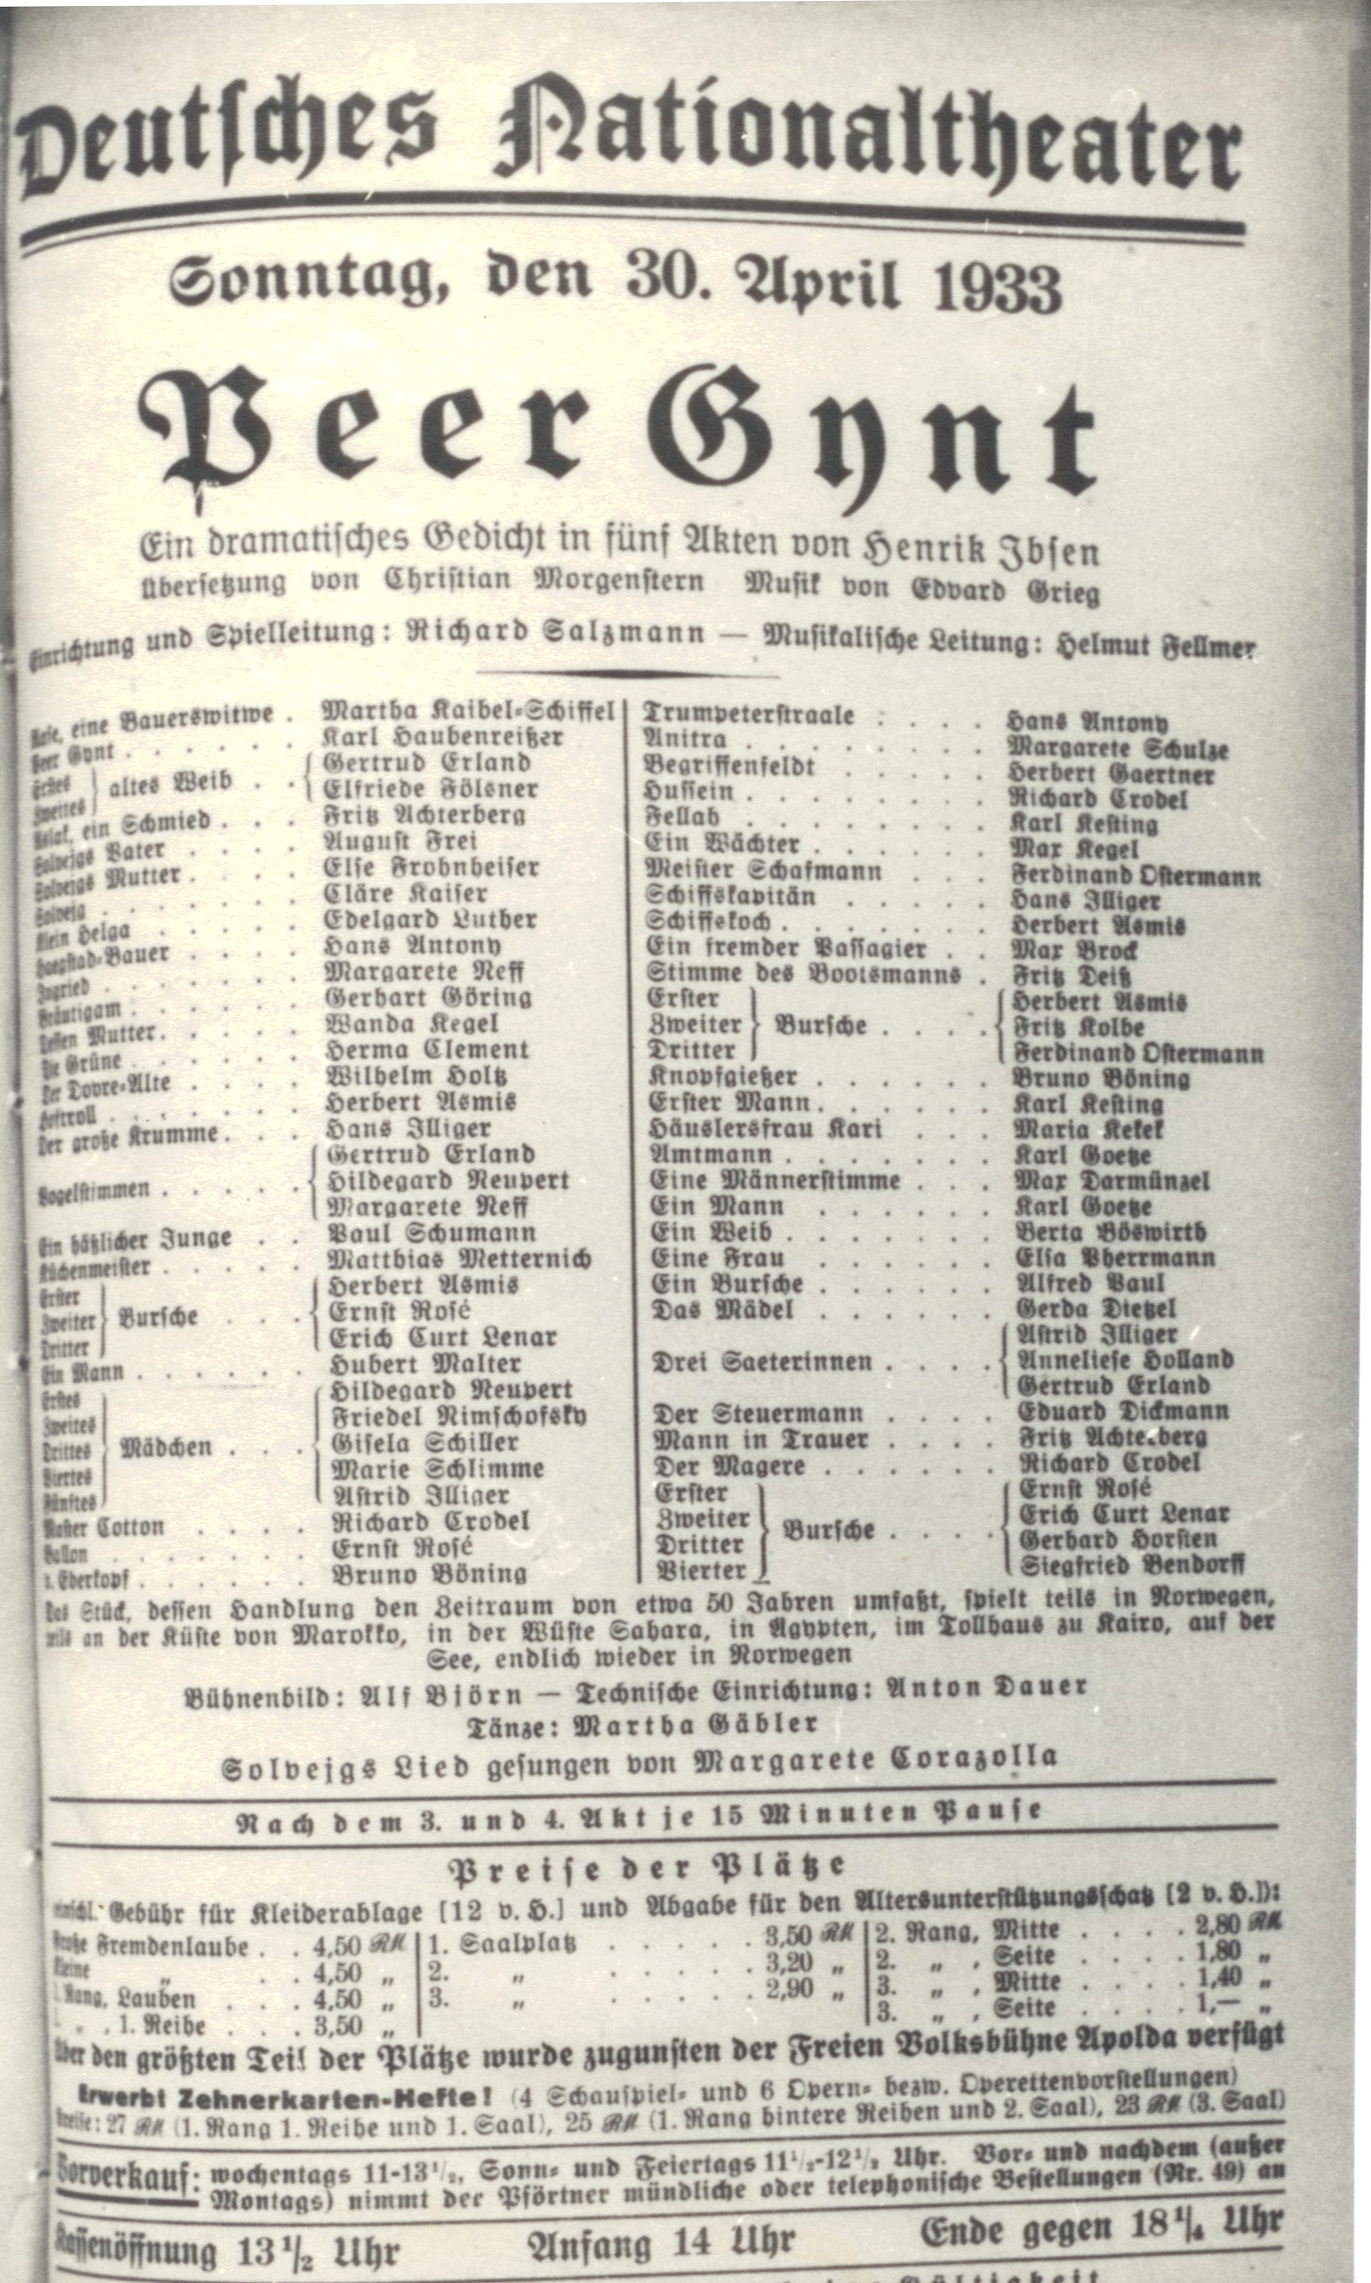 Deutsches Nationaltheater
Sonntag, den 30. April 1933
Peer Gynt
Ein dramatisches Gedicht in fünf Akten von Henrik Ibsen
übersetzung von Christian Morgenstern Musik von Edvard Grieg
Einrichtung und Spielleitung: Richard Salzmann — Musikalische Leitung: Helmut Fellmer
Aase, eine Bauerswitwe . Martha Kaibel-Schiffel
Peer Gynt . . . . . . Karl Haubenreißer
Erstes
Zweites
altes Weib . .
Gertrud Erland
Elfriede Fölsner
Aslak, ein Schmied . . . Fritz Achterberg
Solvejgs Vater . . . . August Frei
Solvejgs Mutter . . . . Else Frohnheiser
Solvejg . . . . . . Cläre Kaiser
Klein Helga . . . . . Edelgard Luther
Haegstad-Bauer . . . . Hans Antony
Ingried . . . . . . Margarete Neff
Bräutigam . . . . . Gerhart Göring
Dessen Mutter . . . . Wanda Kegel
Die Grüne . . . . . Herma Clement
Der Dovre-Alte . . . . Wilhelm Holtz
Hoftroll . . . . . . Herbert Asmis
Der große Krumme . . . Hans Illiger
Vogelstimmen . . . . .
Gertrud Erland
Hildegard Neupert
Margarete Neff
Ein häßlicher Junge . . Paul Schumann
Küchenmeister . . . . . Matthias Metternich
Erster
Zweiter
Dritter
Bursche . . .
Herbert Asmis
Ernst Rosé
Erich Curt Lenar
Ein Mann . . . . . . Hubert Malter
Erstes
Zweites
Drittes
Viertes
Fünftes
Mädchen . . .
Hildegard Neupert
Friedel Nimschofsky
Gisela Schiller
Marie Schlimme
Astrid Illiger
Master Cotton . . . . Richard Crodel
Ballon . . . . . . . Ernst Rosé
v. Eberkopf . . . . . . Bruno Böning
Trumpeterstraale . . . . Hans Antony
Anitra . . . . . . . . Margarete Schulze
Begriffenfeldt . . . . . Herbert Gaertner
Hussein . . . . . . . . Richard Crodel
Fellah . . . . . . . . Karl Kesting
Ein Wächter . . . . . . Max Kegel
Meister Schafmann . . . Ferdinand Ostermann
Schiffskapitän . . . . . Hans Illiger
Schiffskoch . . . . . . . Herbert Asmis
Ein fremder Passagier . . Max Brock
Stimme des Bootsmanns . Fritz Deitz
Erster
Zweiter
Dritter
Bursche . . . .
Herbert Asmis
Fritz Kolbe
Ferdinand Ostermann
Knopfgießer . . . . . . Bruno Böning
Erster Mann . . . . . . Karl Kesting
Häuslersfrau Kari . . . Maria Kekek
Amtmann . . . . . . . Karl Goetze
Eine Männerstimme . . . Max Darmünzel
Ein Mann . . . . . . Karl Goetze
Ein Weib . . . . . . . Berta Böswirth
Eine Frau . . . . . . Elsa Pherrmann
Ein Bursche . . . . . . Alfred Paul
Das Mädel . . . . . . Gerda Dietzel
Drei Saeterinnen . . . .
Astrid Illiger
Anneliese Holland
Gertrud Erland
Der Steuermann . . . . Eduard Dickmann
Mann in Trauer . . . . Fritz Achterberg
Der Magere . . . . . . Richard Crodel
Erster
Zweiter
Dritter
Vierter
Bursche . . . .
Ernst Rosé
Erich Curt Lenar
Gerhard Horsten
Siegfried Bendorff
Das Stück, dessen Handlung den Zeitraum von etwa 50 Jahren umfaßt, spielt teils in Norwegen,
teils an der Küste von Marokko, in der Wüste Sahara, in Ägypten, im Tollhaus zu Kairo, auf der
See, endlich wieder in Norwegen
Bühnenbild: Alf Björn — Technische Einrichtung: Anton Dauer
Tänze: Martha Gäbler
Solvejgs Lied gesungen von Margarete Corazolla
Nach dem 3. und 4. Akt je 15 Minuten Pause
Preise der Plätze
einschl. Gebühr für Kleiderablage [12 v. H.] und Abgabe für den Altersunterstützungsschatz [2 v. H.]):
Große Fremdenlaube . . 4,50 RM
Kleine „ . . 4,50 „
1. Rang, Lauben . . . 4,50 „
„ , 1. Reihe . . . 3,50 „
1. Saalplatz . . . . . 3,50 RM
2. „ . . . . . 3,20 „
3. „ . . . . . 2,90 „
2. Rang, Mitte . . . . 2,80 RM
2. „ , Seite . . . . 1,80 „
3. „ , Mitte . . . . 1,40 „
3. „ , Seite . . . . 1,— „
Über den größten Teil der Plätze wurde zugunsten der Freien Volksbühne Apolda verfügt
Erwerbt Zehnerkarten-Hefte! (4 Schauspiel- und 6 Opern- bezw. Operettenvorstellungen)
Preise: 27 RM (1. Rang 1. Reihe und 1. Saal), 25 RM (1. Rang hintere Reihen und 2. Saal), 23 RM (3. Saal)
Vorverkauf: wochentags 11-13½, Sonn- und Feiertags 11½-12½ Uhr. Vor- und nachdem (außer
Montags) nimmt der Pförtner mündliche oder telephonische Bestellungen (Nr. 49) an
Kassenöffnung 13½ Uhr Anfang 14 Uhr Ende gegen 18¼ Uhr
Gültigkeit